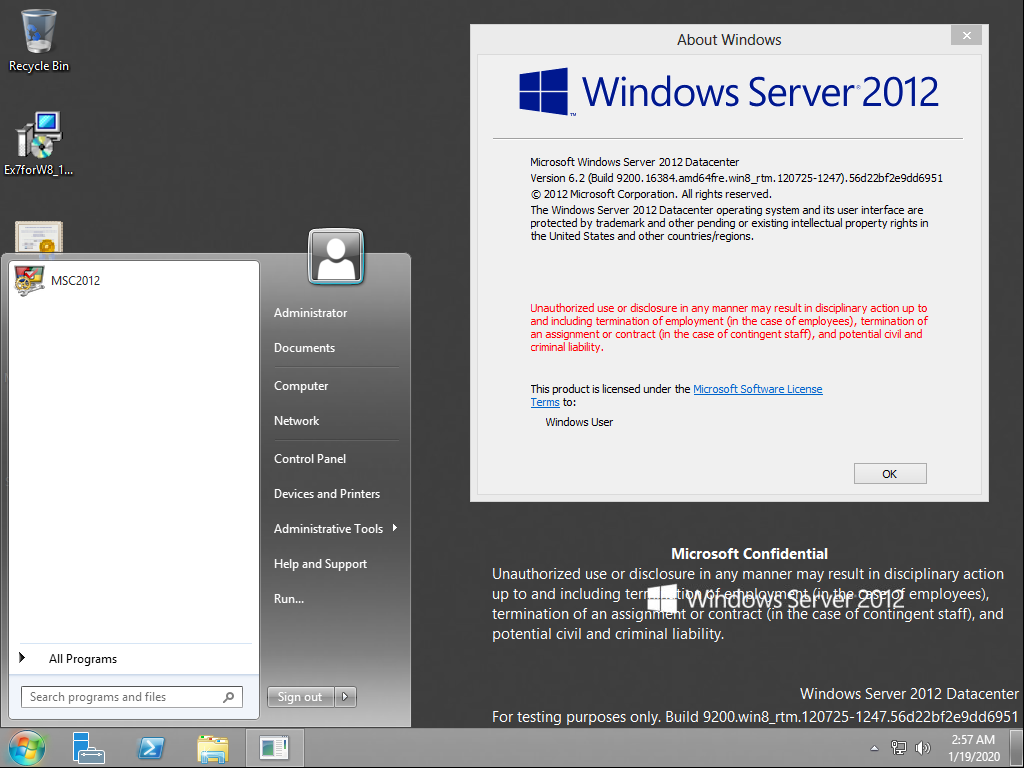 Recycle Bin
Ex7forW8_1...
MSC2012
All Programs
Search programs and files
Administrator
Documents
Computer
Network
Control Panel
Devices and Printers
Administrative Tools
Help and Support
Run...
Sign out
About Windows
Windows Server 2012
Microsoft Windows Server 2012 Datacenter
Version 6.2 (Build 9200.16384.amd64fre.win8_rtm.120725-1247).56d22bf2e9dd6951
© 2012 Microsoft Corporation. All rights reserved.
The Windows Server 2012 Datacenter operating system and its user interface are
protected by trademark and other pending or existing intellectual property rights in
the United States and other countries/regions.
Unauthorized use or disclosure in any manner may result in disciplinary action up to
and including termination of employment (in the case of employees), termination of
an assignment or contract (in the case of contingent staff), and potential civil and
criminal liability.
This product is licensed under the Microsoft Software License
Terms to:
Windows User
OK
Microsoft Confidential
Unauthorized use or disclosure in any manner may result in disciplinary action
up to and including termination of employment (in the case of employees),
termination of an assignment or contract (in the case of contingent staff), and
potential civil and criminal liability.
Windows Server 2012
Windows Server 2012 Datacenter
For testing purposes only. Build 9200.win8_rtm.120725-1247.56d22bf2e9dd6951
2:57 AM
1/19/2020